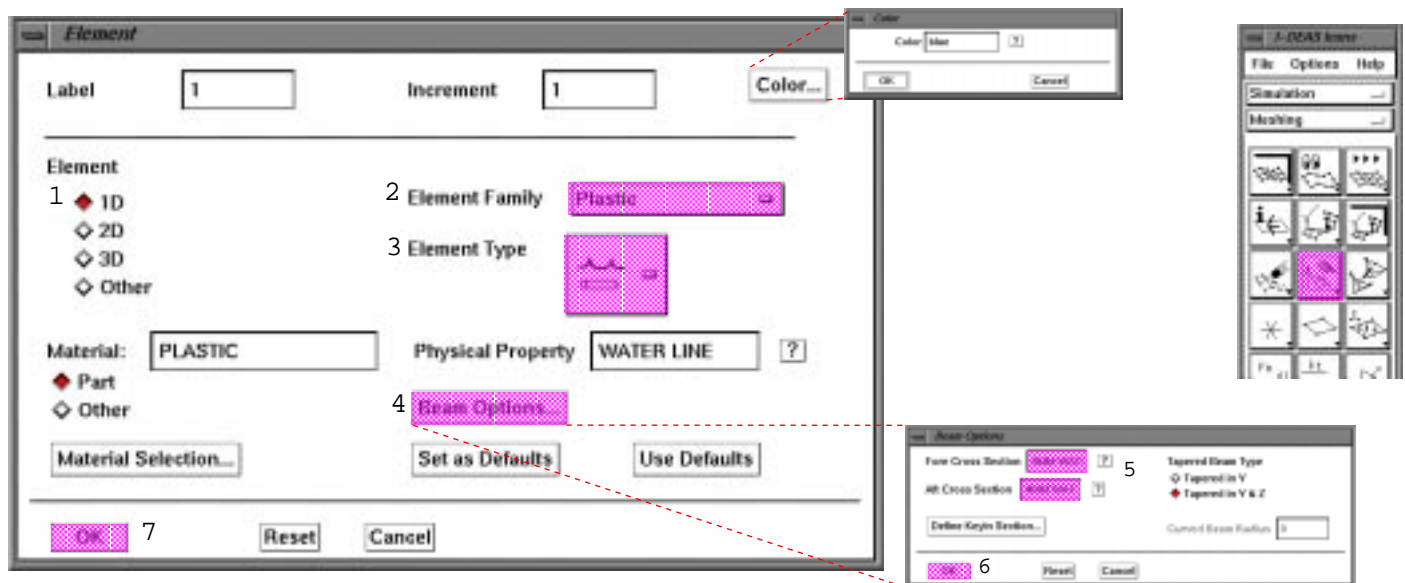 Element
Label 1 Increment 1 Color...
Element
1 1D
2D
3D
Other
2 Element Family Plastic
3 Element Type
Material: PLASTIC
Part
Other
Physical Property WATER LINE ?
4 Beam Options...
Material Selection... Set as Defaults Use Defaults
OK 7 Reset Cancel
Color
Color blue ?
OK Cancel
I-DEAS Icons
File Options Help
Simulation
Meshing
Beam Options
Fore Cross Section ? 5
Aft Cross Section ?
Define Keyin Section...
Tapered Beam Type
Tapered in Y
Tapered in Y & Z
Curved Beam Radius
OK 6 Reset Cancel